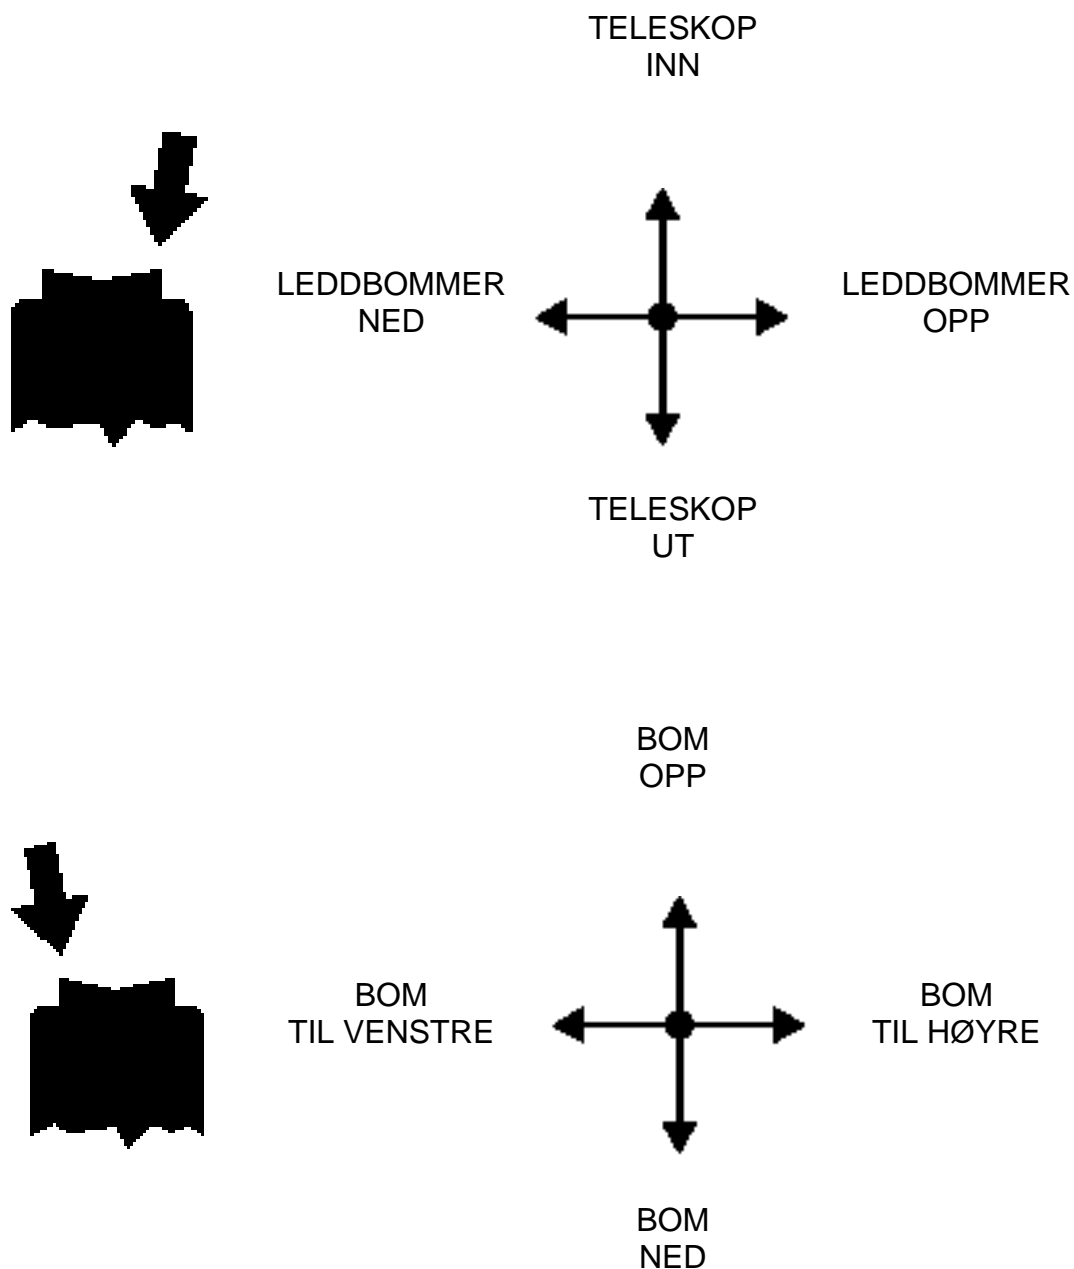 TELESKOP
INN
LEDDBOMMER
NED
LEDDBOMMER
OPP
TELESKOP
UT
BOM
OPP
BOM
TIL VENSTRE
BOM
TIL HØYRE
BOM
NED